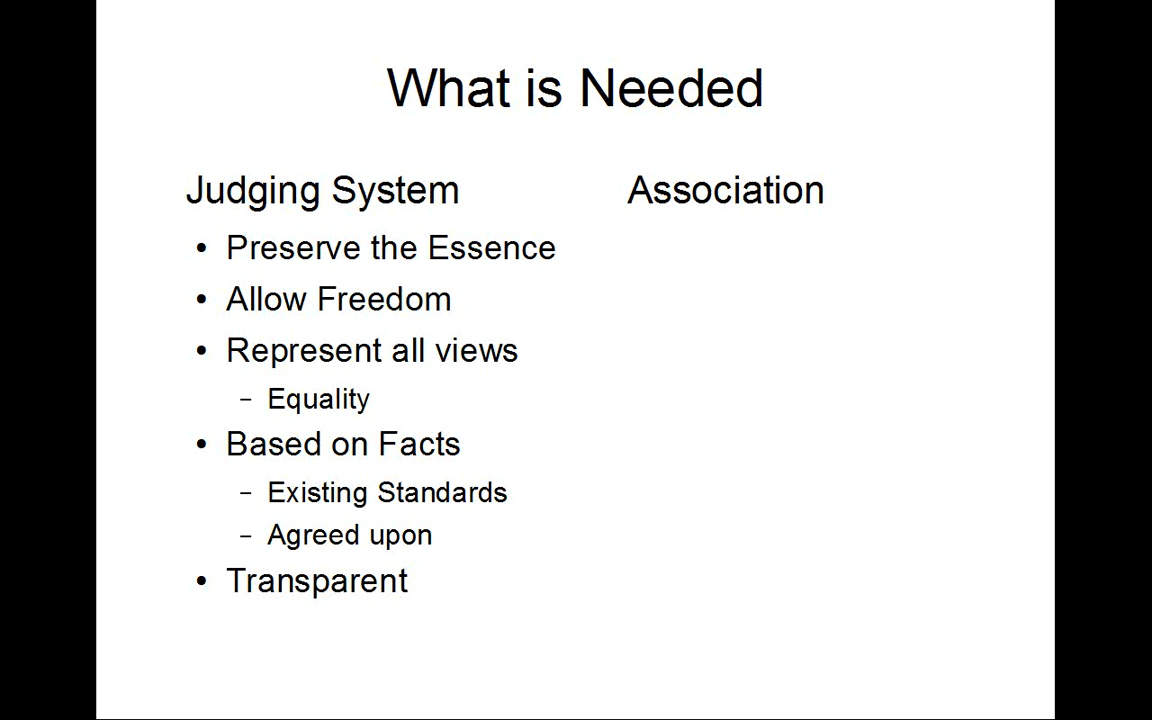 What is Needed
Judging System
• Preserve the Essence
• Allow Freedom
• Represent all views
– Equality
• Based on Facts
– Existing Standards
– Agreed upon
• Transparent
Association